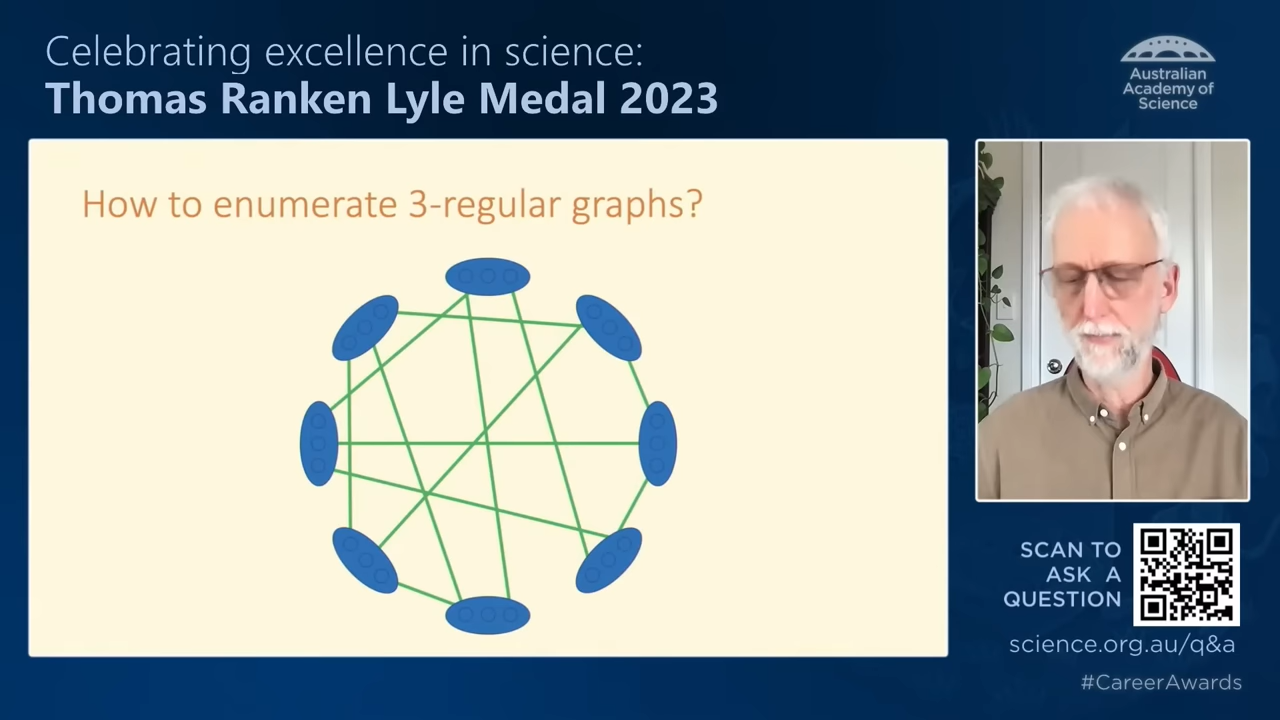 Celebrating excellence in science:
Thomas Ranken Lyle Medal 2023
Australian
Academy of
Science
How to enumerate 3-regular graphs?
SCAN TO
ASK A
QUESTION
science.org.au/q&a
#CareerAwards